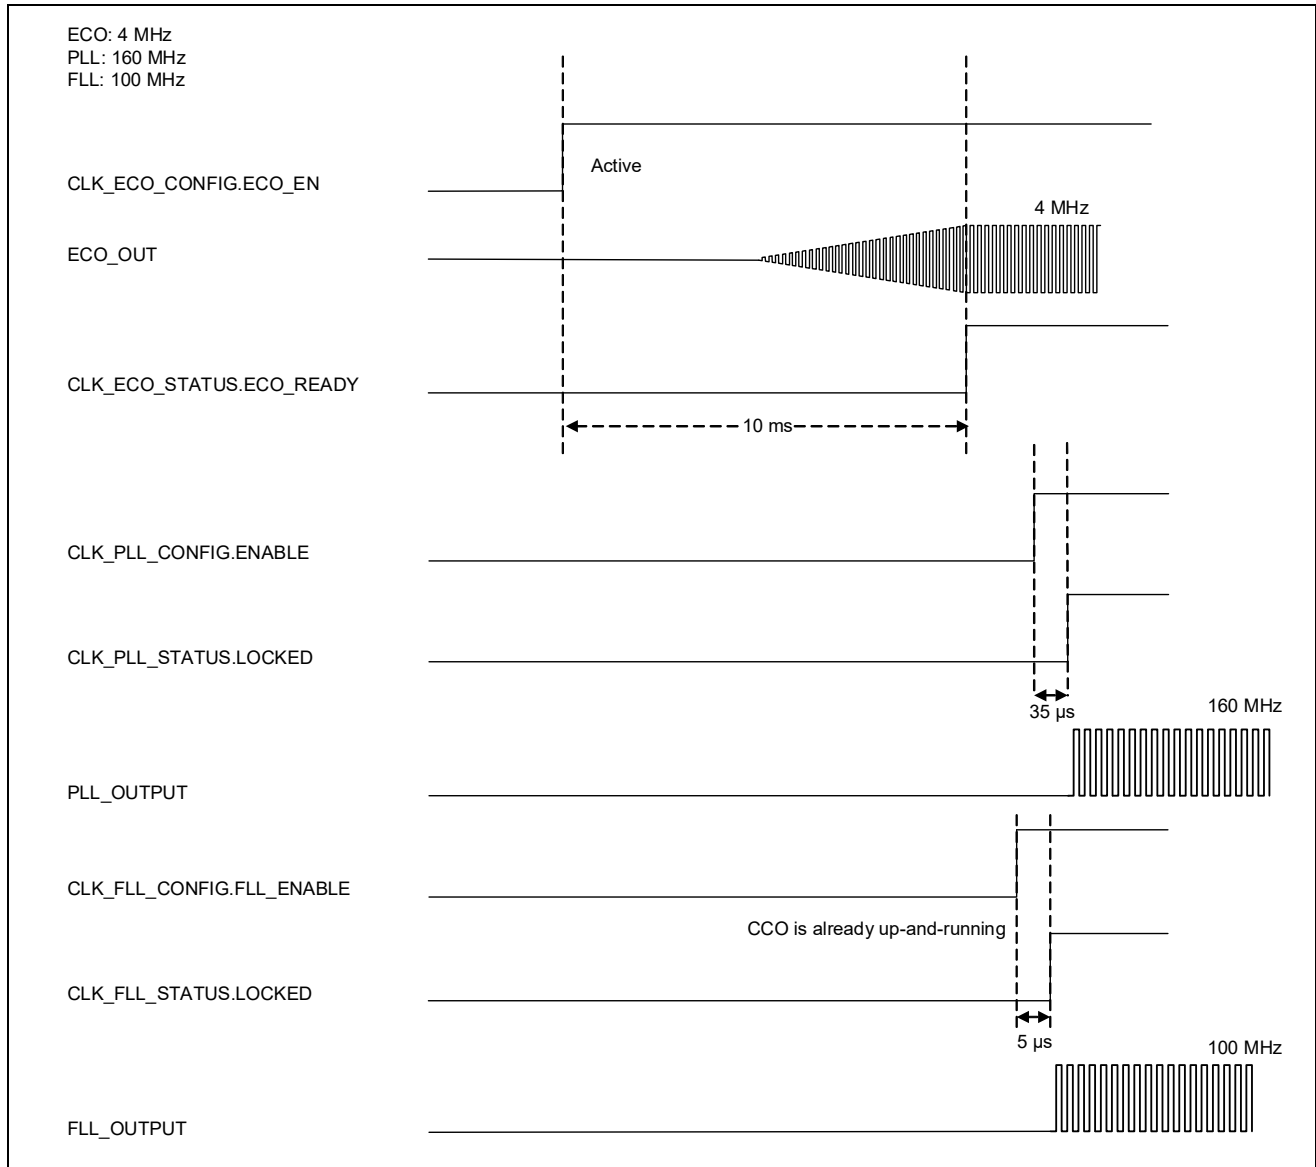 ECO: 4 MHz
PLL: 160 MHz
FLL: 100 MHz
Active
CLK_ECO_CONFIG.ECO_EN
4 MHz
ECO_OUT
CLK_ECO_STATUS.ECO_READY
10 ms
CLK_PLL_CONFIG.ENABLE
CLK_PLL_STATUS.LOCKED
35 µs
160 MHz
PLL_OUTPUT
CLK_FLL_CONFIG.FLL_ENABLE
CCO is already up-and-running
CLK_FLL_STATUS.LOCKED
5 µs
100 MHz
FLL_OUTPUT